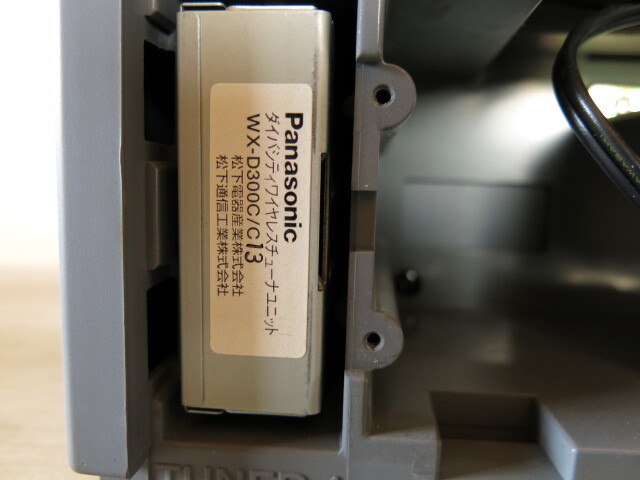 Panasonic
ダイバシティワイヤレスチューナユニット
WX-D300C/C13
松下電器産業株式会社
松下通信工業株式会社
TUNER